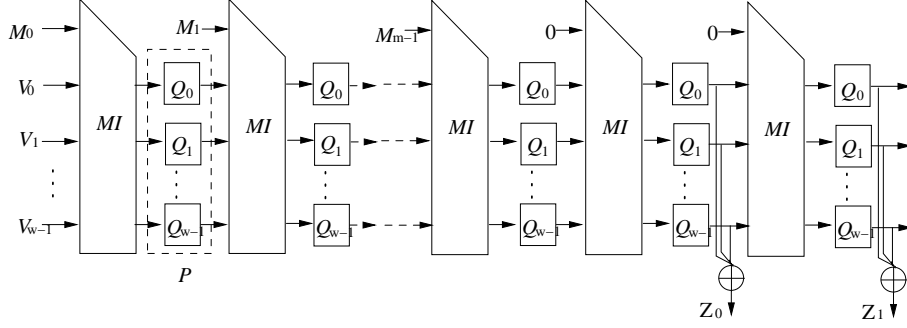 M0 M1 Mm-1 0 0
V0 Q0 Q0 Q0 Q0 Q0
V1 MI Q1 MI Q1 MI Q1 MI Q1 MI Q1
Vw-1 Qw-1 Qw-1 Qw-1 Qw-1 Qw-1
P
Z0 Z1